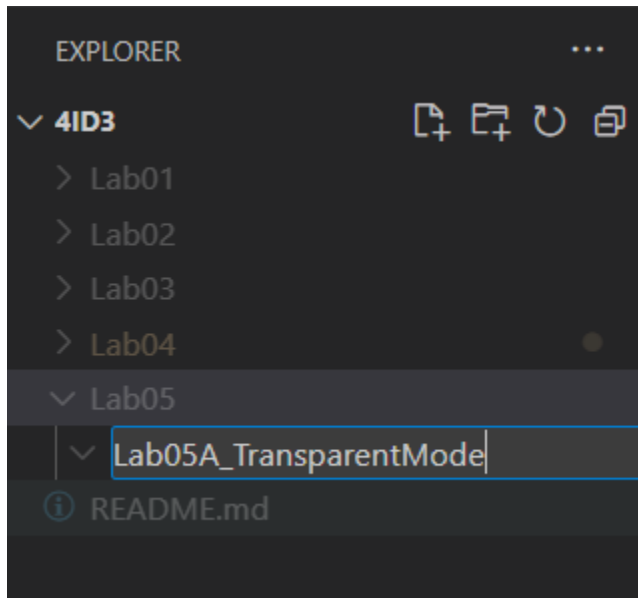 EXPLORER
4ID3
Lab01
Lab02
Lab03
Lab04
Lab05
Lab05A_TransparentMode
README.md